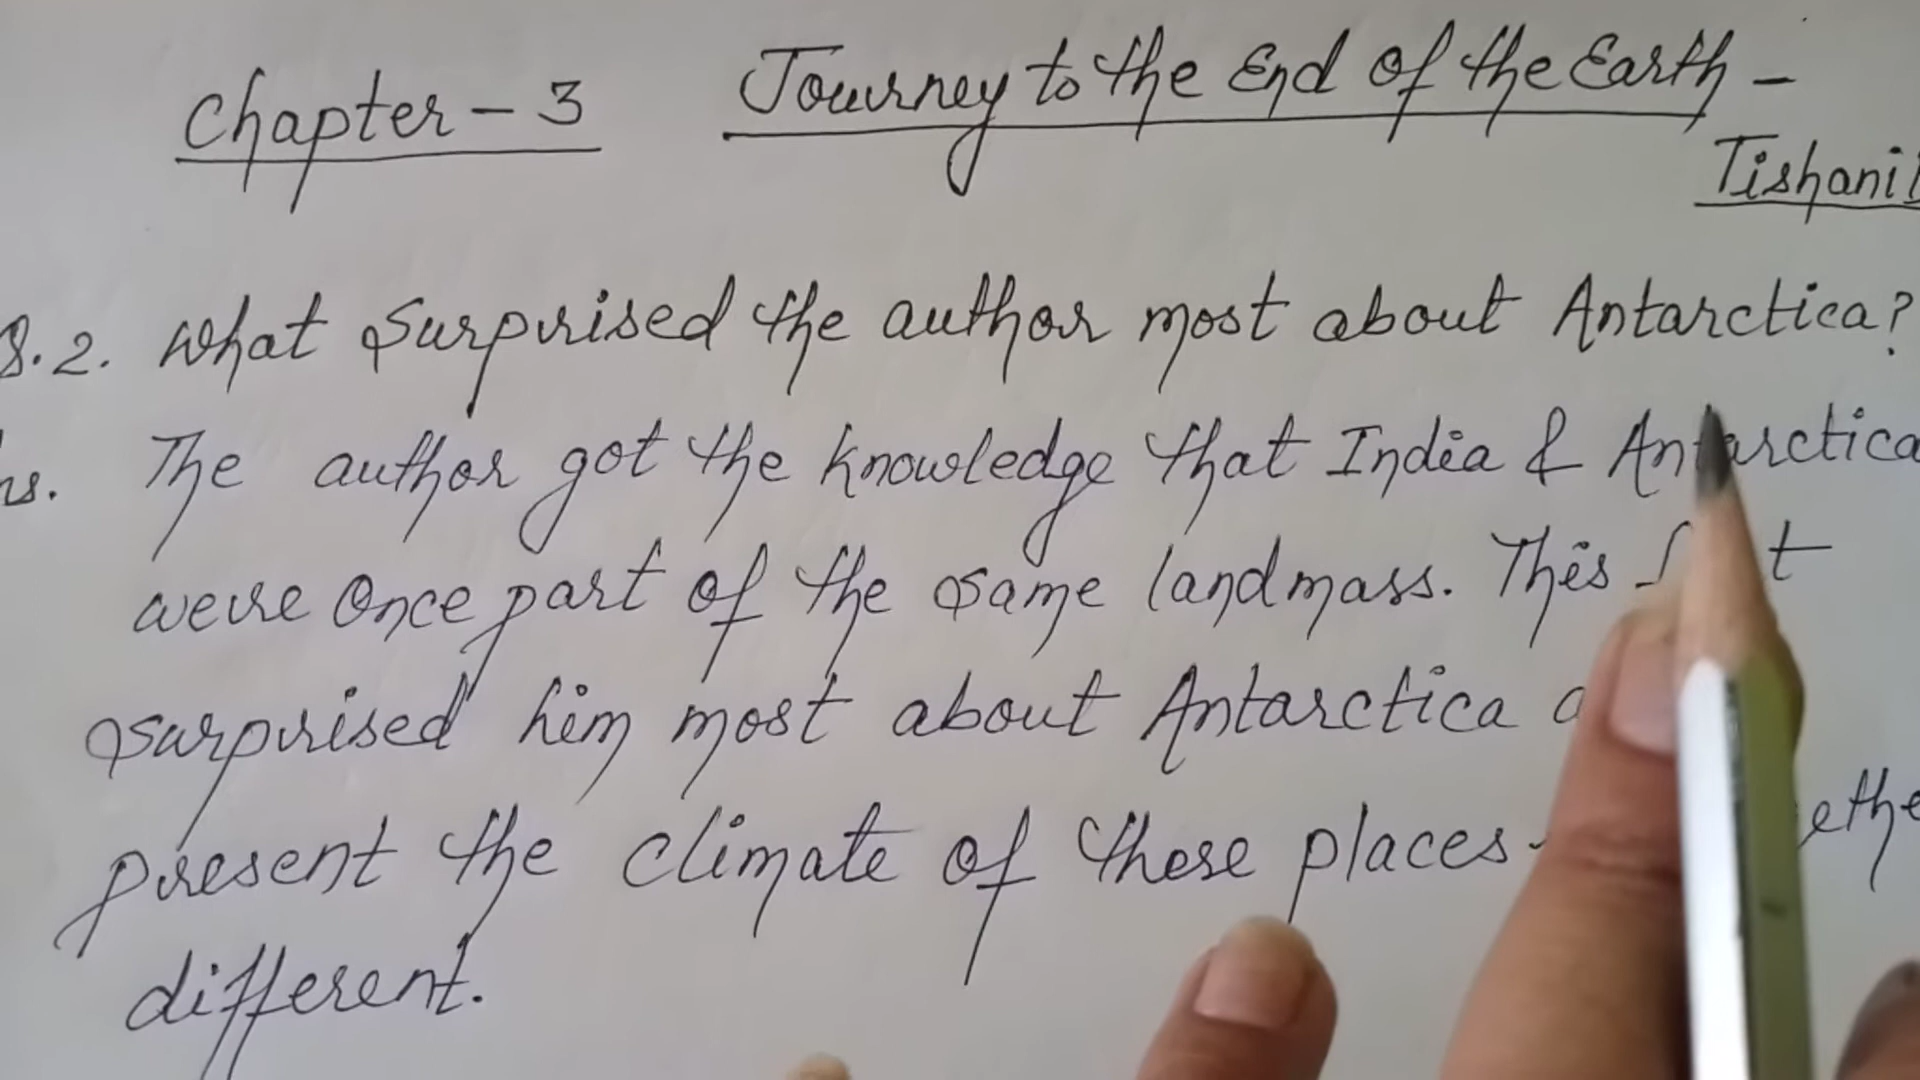 Chapter - 3 Journey to the End of the Earth -
Tishani
Q.2. What surprised the author most about Antarctica?
The author got the knowledge that India & Antarctica
were once part of the same landmass. This
surprised him most about Antarctica
present the climate of these places
different.